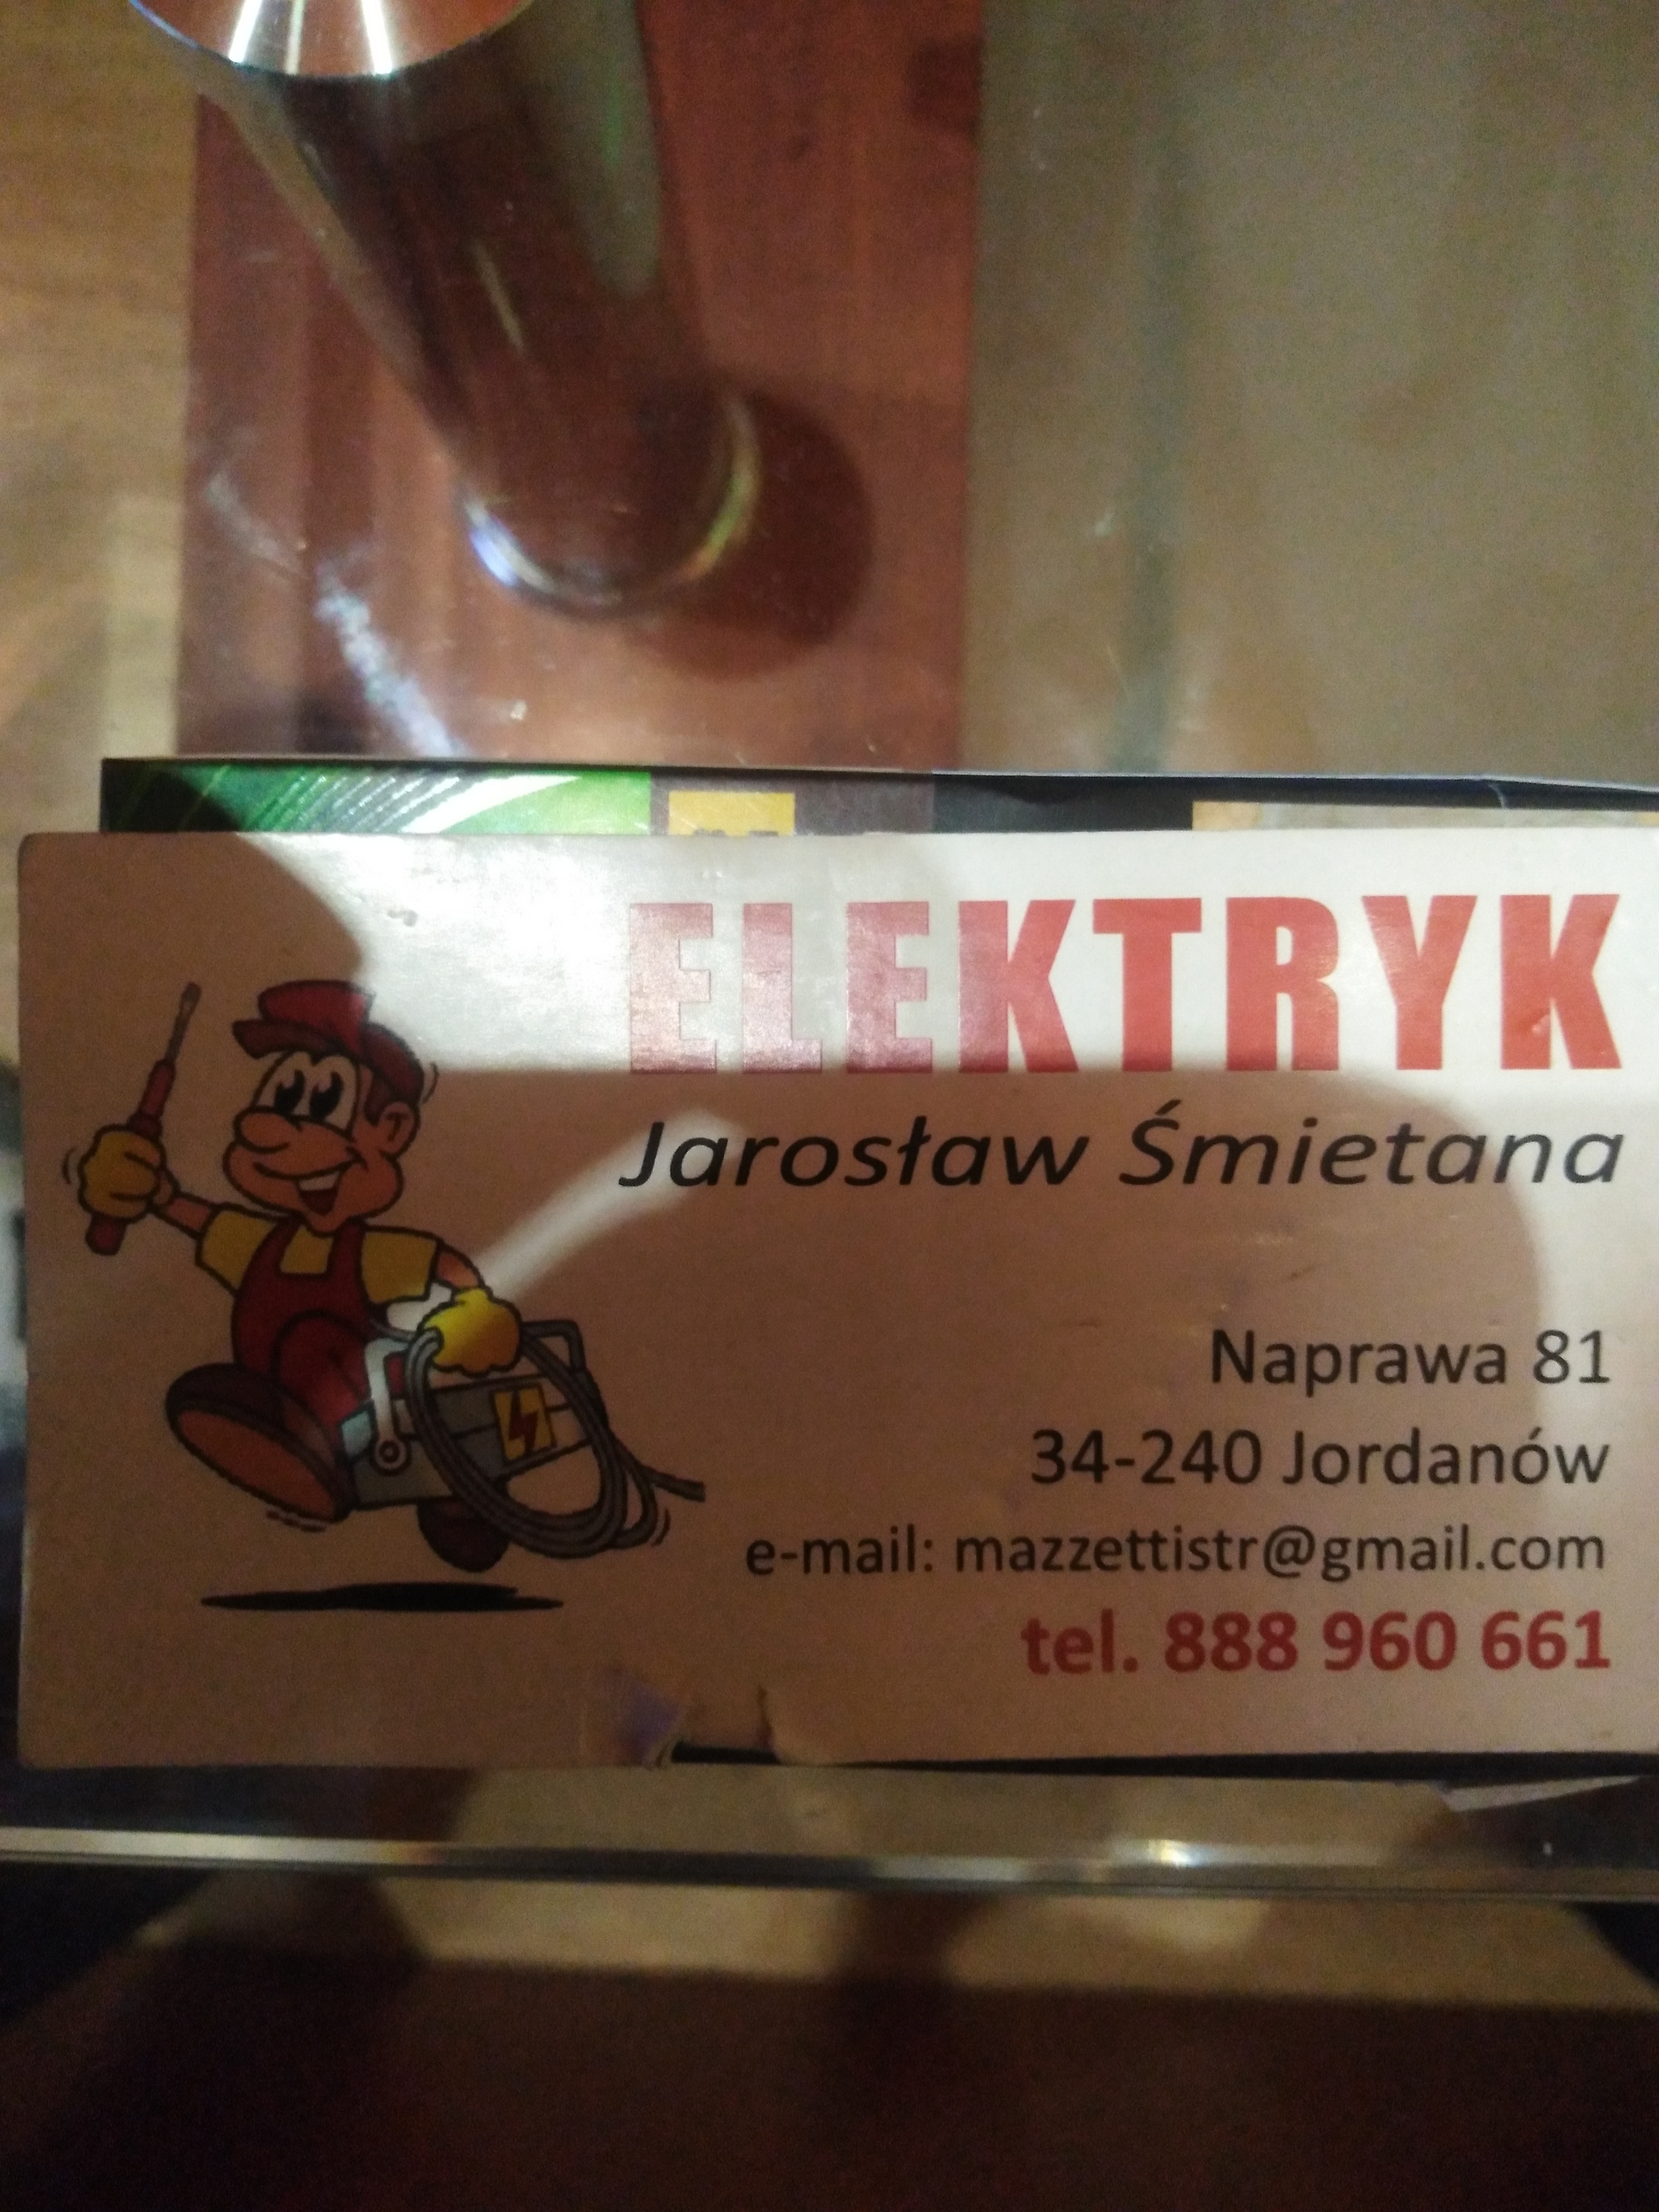 ELEKTRYK
Jarosław Śmietana
Naprawa 81
34-240 Jordanów
e-mail: mazzettistr@gmail.com
tel. 888 960 661